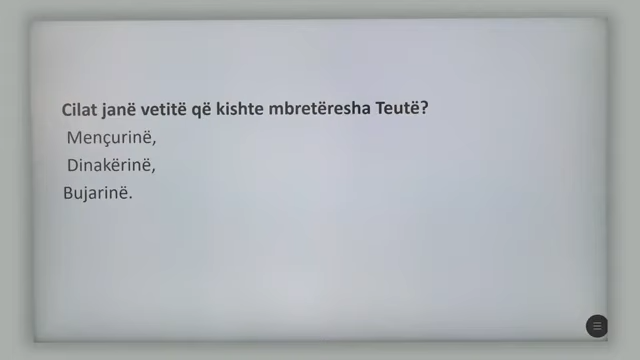 Cilat janë vetitë që kishte mbretëresha Teutë?
Mençurinë,
Dinakërinë,
Bujarinë.